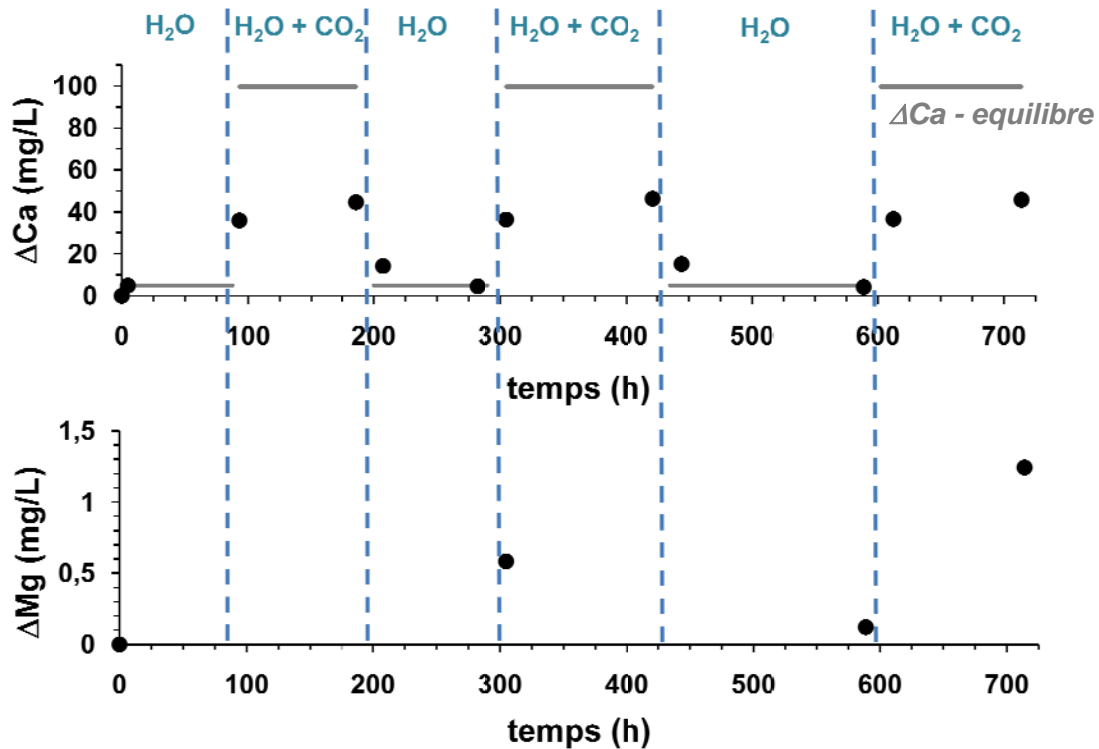 H₂O H₂O + CO₂ H₂O H₂O + CO₂ H₂O H₂O + CO₂
100
80
60
40
20
0
ΔCa (mg/L)
ΔCa - equilibre
0 100 200 300 400 500 600 700
temps (h)
1,5
1
0,5
0
ΔMg (mg/L)
0 100 200 300 400 500 600 700
temps (h)